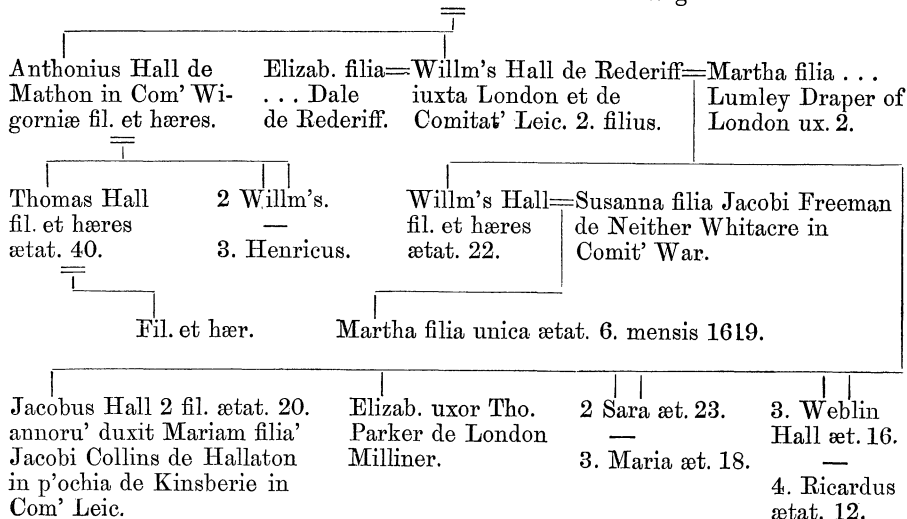 Anthonius Hall de
Mathon in Com' Wi-
gorniæ fil. et hæres.
Elizab. filia
. . . Dale
de Rederiff.
Willm's Hall de Rederiff
iuxta London et de
Comitat' Leic. 2. filius.
Martha filia . . .
Lumley Draper of
London ux. 2.
Thomas Hall
fil. et hæres
ætat. 40.
2 Willm's.
3. Henricus.
Willm's Hall
fil. et hæres
ætat. 22.
Susanna filia Jacobi Freeman
de Neither Whitacre in
Comit' War.
Fil. et hær.
Martha filia unica ætat. 6. mensis 1619.
Jacobus Hall 2 fil. ætat. 20.
annoru' duxit Mariam filia'
Jacobi Collins de Hallaton
in p'ochia de Kinsberie in
Com' Leic.
Elizab. uxor Tho.
Parker de London
Milliner.
2 Sara æt. 23.
3. Maria æt. 18.
3. Weblin
Hall æt. 16.
4. Ricardus
ætat. 12.